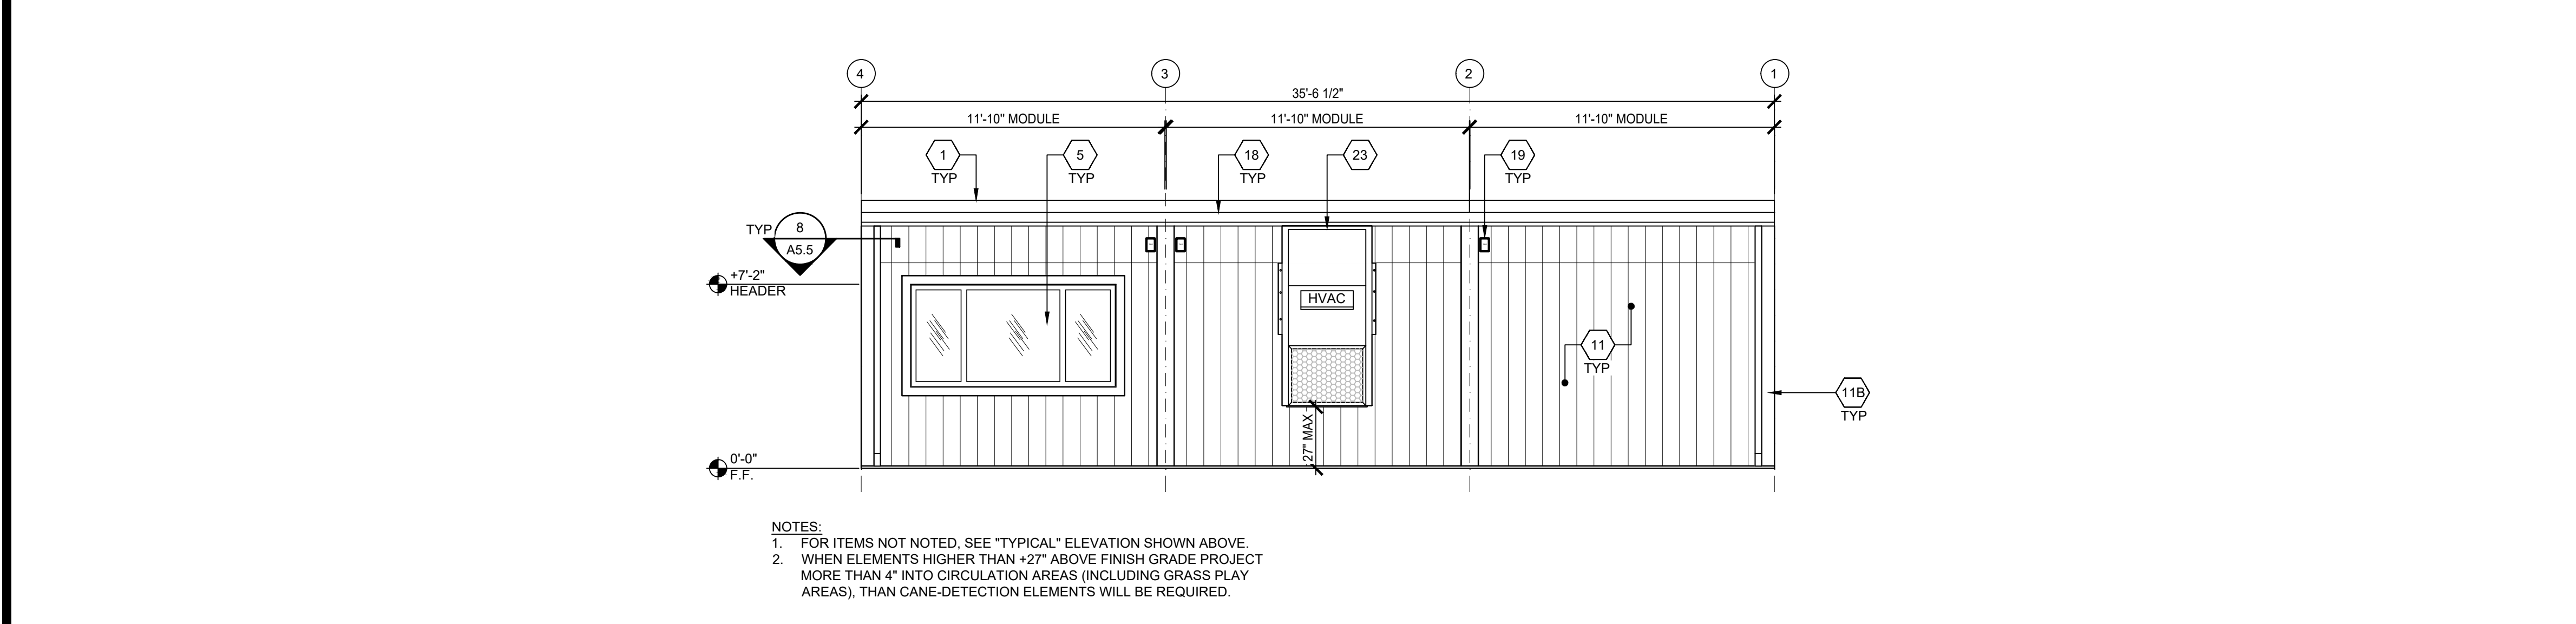 4 3 2 1
35'-6 1/2"
11'-10" MODULE 11'-10" MODULE 11'-10" MODULE
1 5 18 23 19
TYP TYP TYP TYP
TYP 8
A5.5
+7'-2"
HEADER
HVAC
11
TYP
11B
TYP
27" MAX
0'-0"
F.F.
NOTES:
1. FOR ITEMS NOT NOTED, SEE "TYPICAL" ELEVATION SHOWN ABOVE.
2. WHEN ELEMENTS HIGHER THAN +27" ABOVE FINISH GRADE PROJECT
MORE THAN 4" INTO CIRCULATION AREAS (INCLUDING GRASS PLAY
AREAS), THAN CANE-DETECTION ELEMENTS WILL BE REQUIRED.